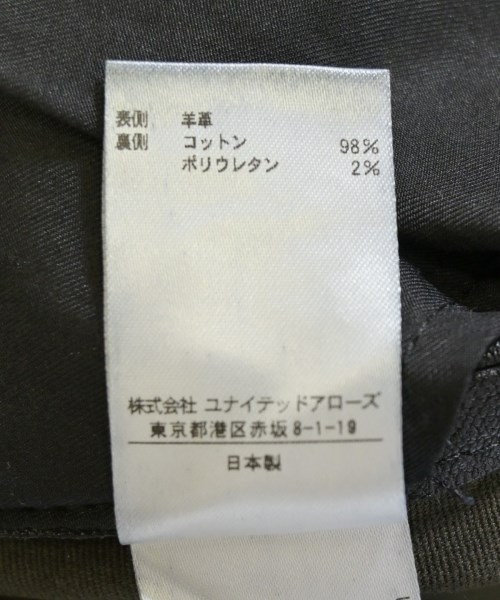 表側 羊革
裏側 コットン 98%
ポリウレタン 2%
株式会社 ユナイテッドアローズ
東京都港区赤坂8-1-19
日本製